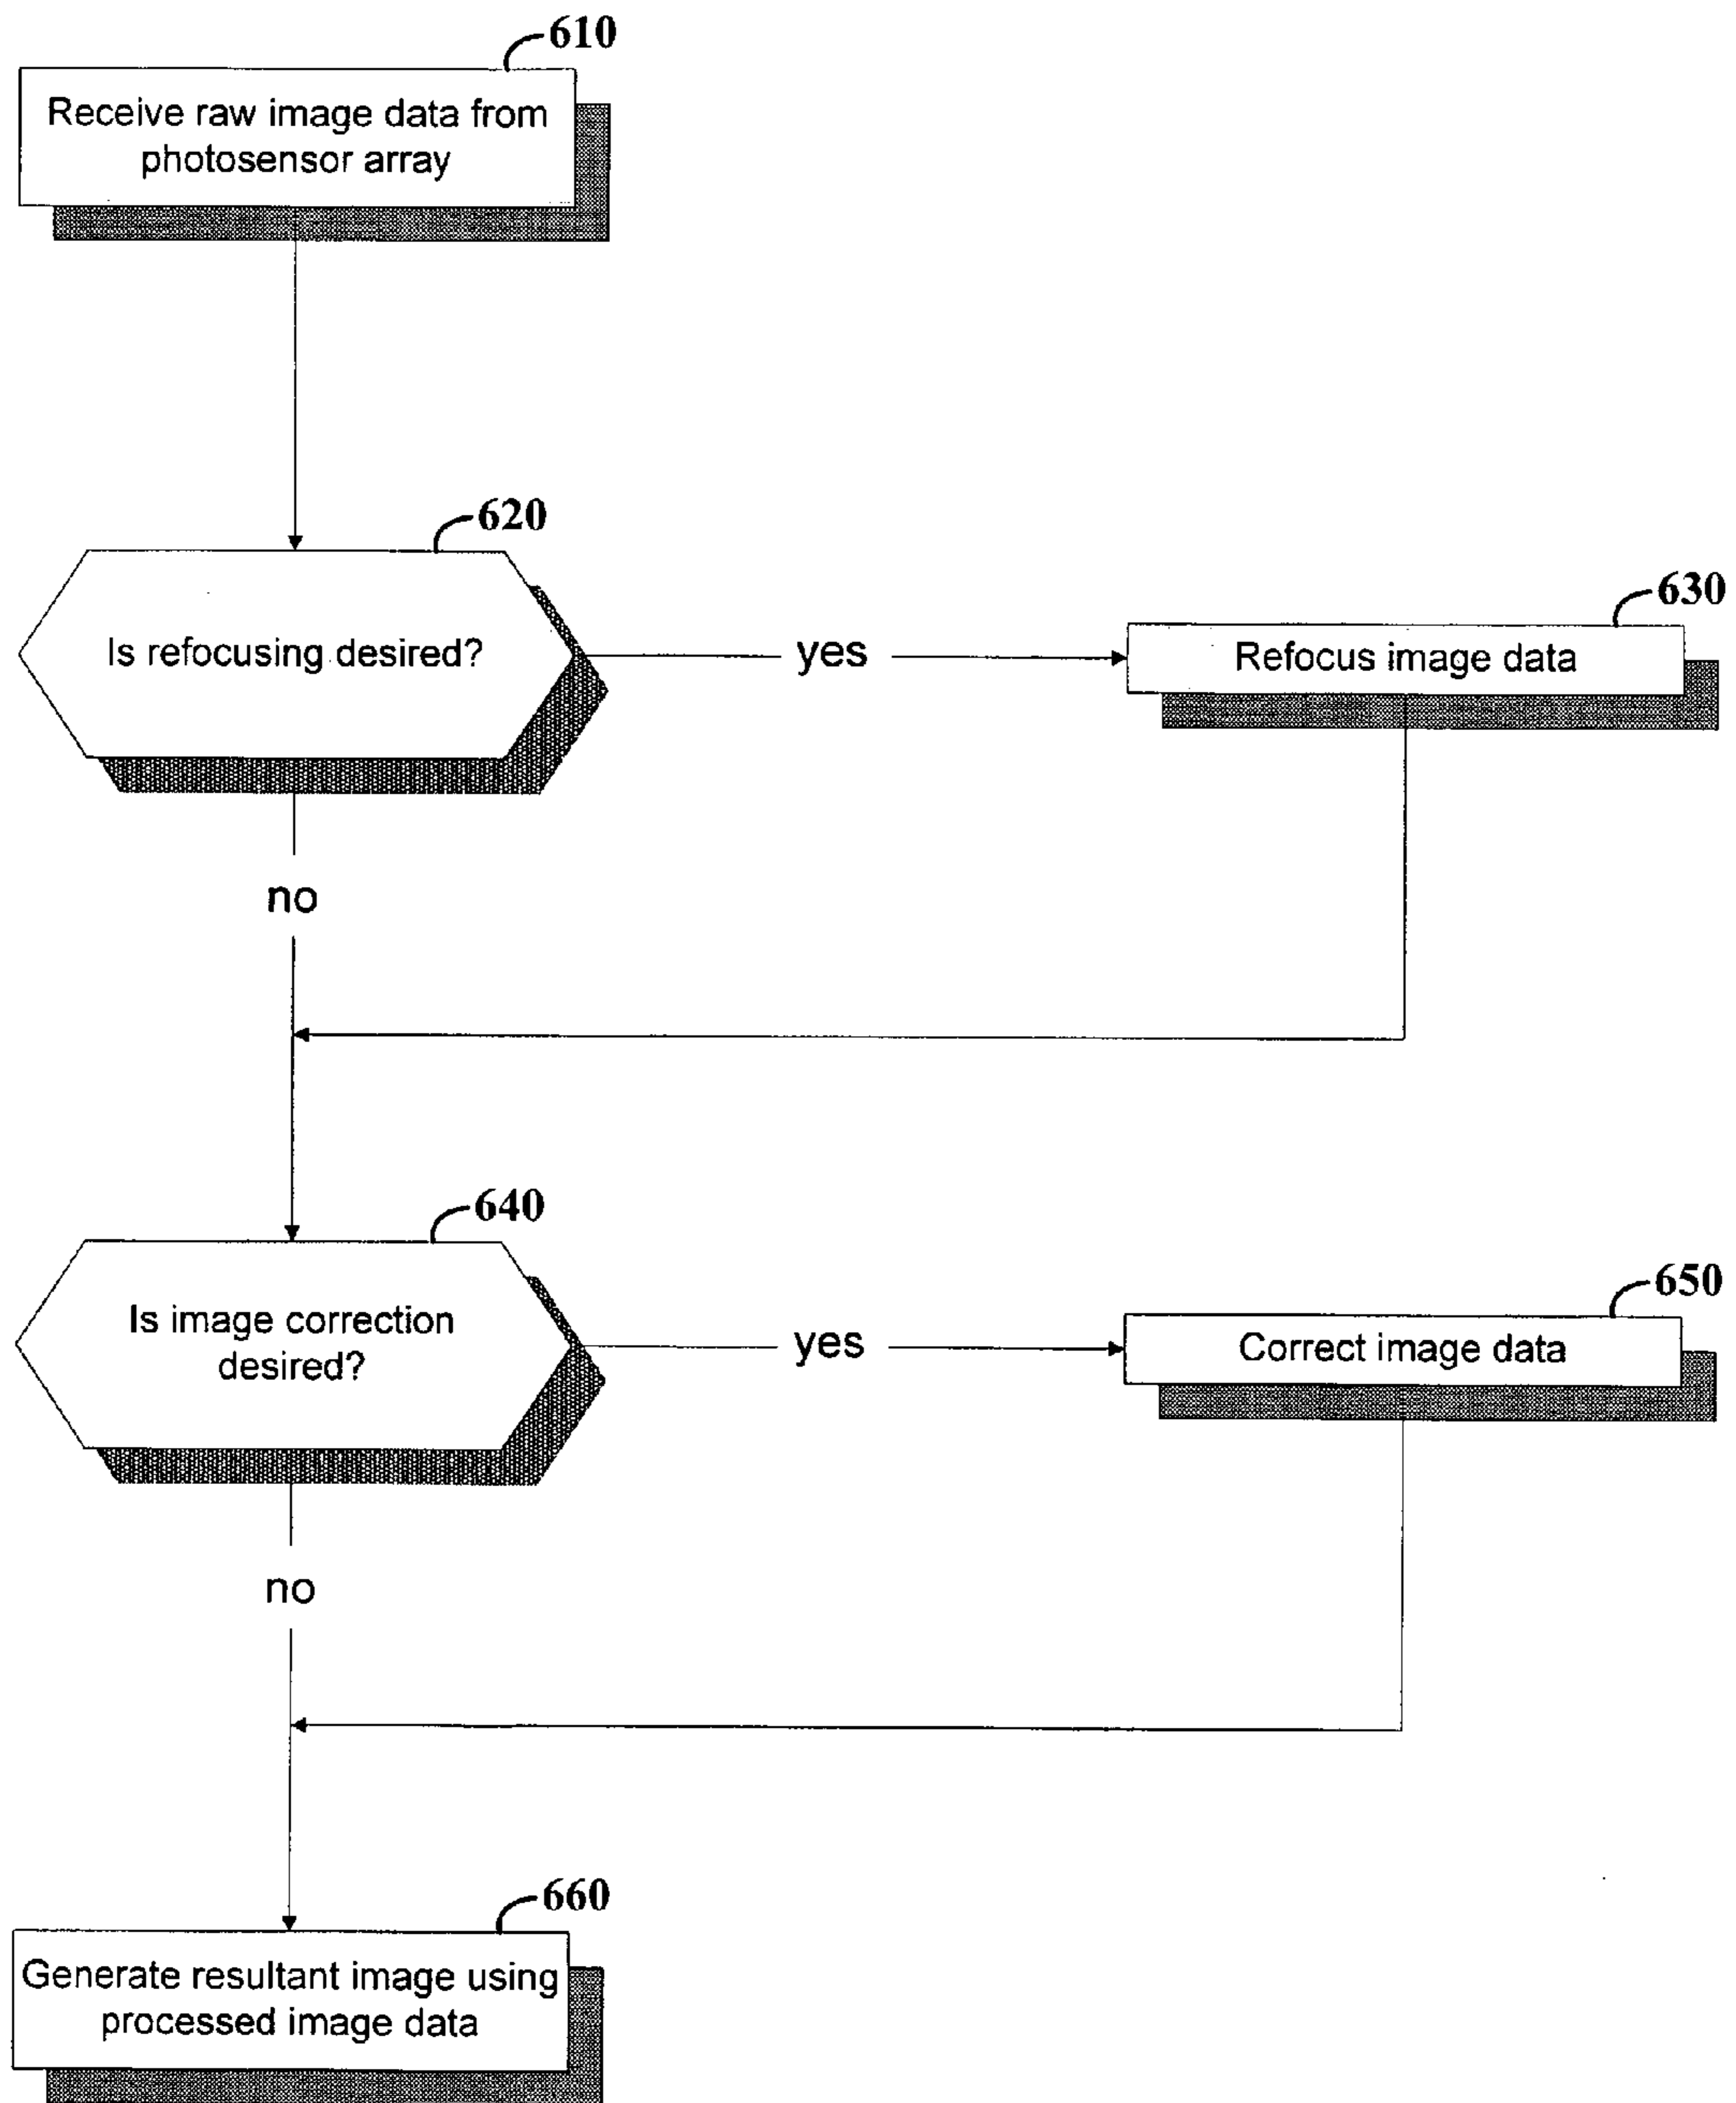 610
Receive raw image data from
photosensor array
620
Is refocusing desired?
yes
630
Refocus image data
no
640
Is image correction
desired?
yes
650
Correct image data
no
660
Generate resultant image using
processed image data